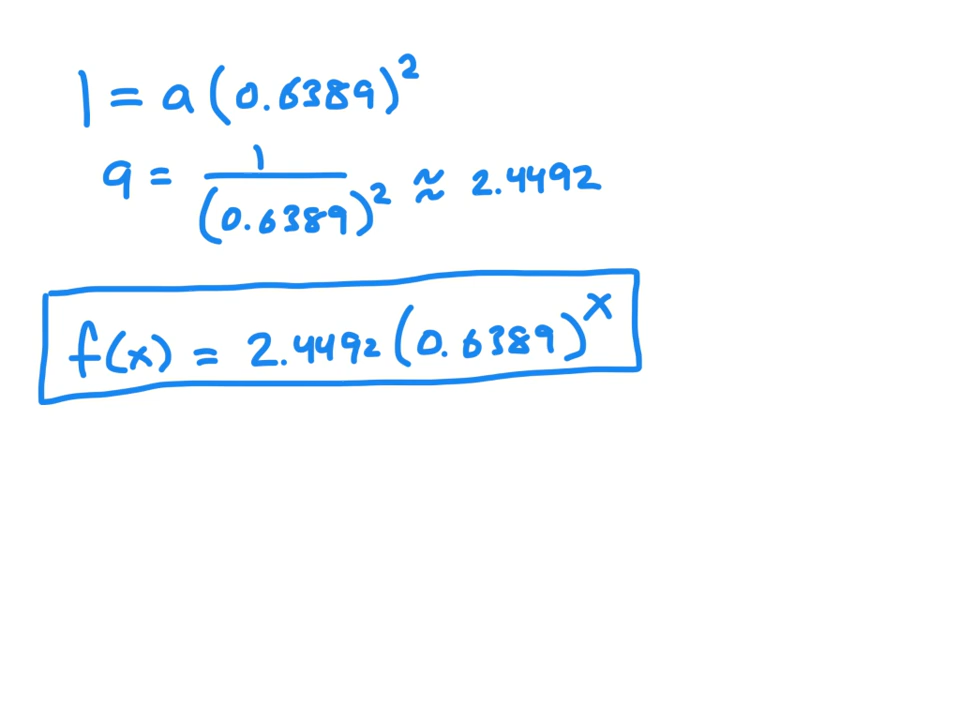 1 = a(0.6389)²
a = 1/(0.6389)² ≈ 2.4492
f(x) = 2.4492(0.6389)ˣ